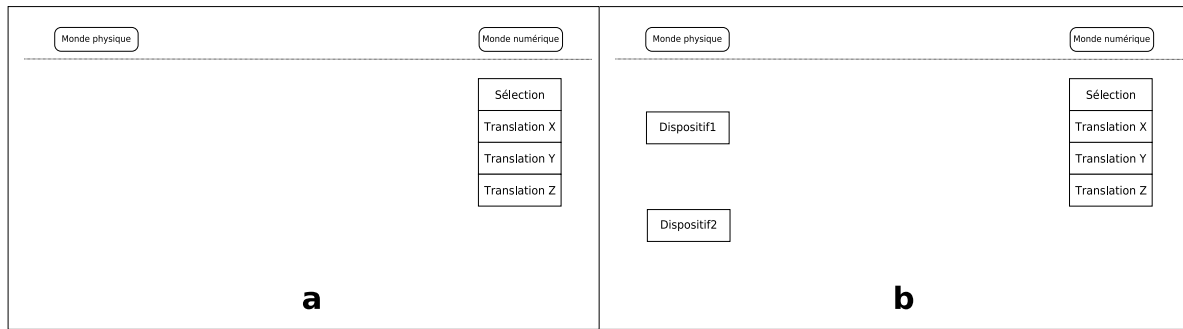 Monde physique
Monde numérique
Sélection
Translation X
Translation Y
Translation Z
a
Monde physique
Monde numérique
Sélection
Dispositif1
Translation X
Translation Y
Translation Z
Dispositif2
b